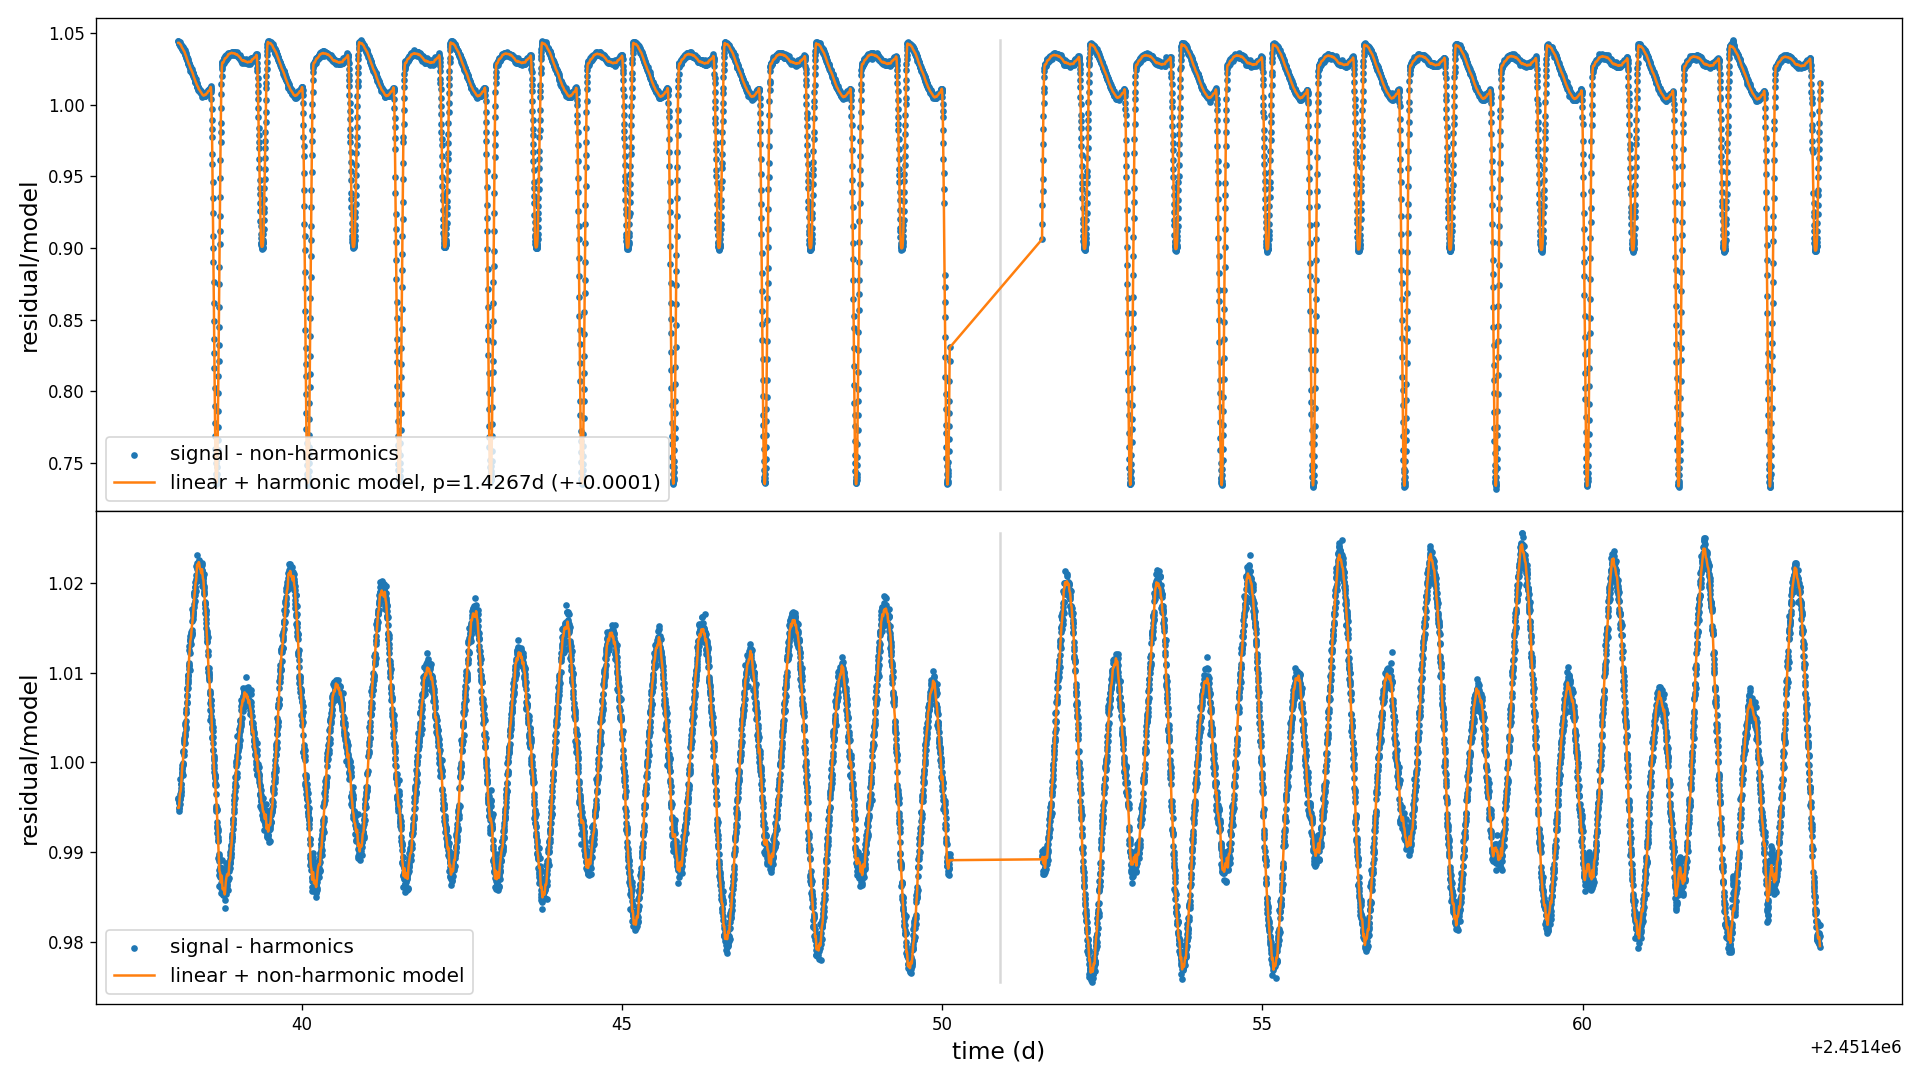 1.05
1.00
0.95
0.90
0.85
0.80
0.75
residual/model
signal - non-harmonics
linear + harmonic model, p=1.4267d (+-0.0001)
1.02
1.01
1.00
0.99
0.98
residual/model
signal - harmonics
linear + non-harmonic model
40
45
50
55
60
time (d)
+2.4514e6